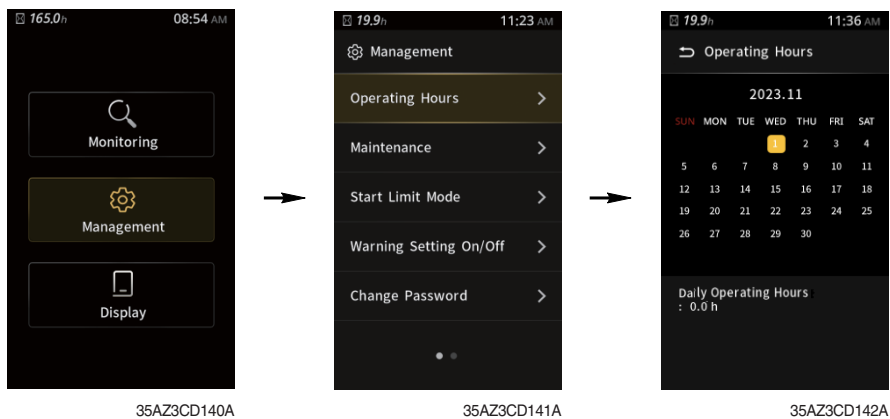 165.0h 08:54 AM
Monitoring
Management
Display
35AZ3CD140A
19.9h 11:23 AM
Management
Operating Hours
Maintenance
Start Limit Mode
Warning Setting On/Off
Change Password
35AZ3CD141A
19.9h 11:36 AM
Operating Hours
2023.11
SUN MON TUE WED THU FRI SAT
1 2 3 4
5 6 7 8 9 10 11
12 13 14 15 16 17 18
19 20 21 22 23 24 25
26 27 28 29 30
Daily Operating Hours
: 0.0 h
35AZ3CD142A